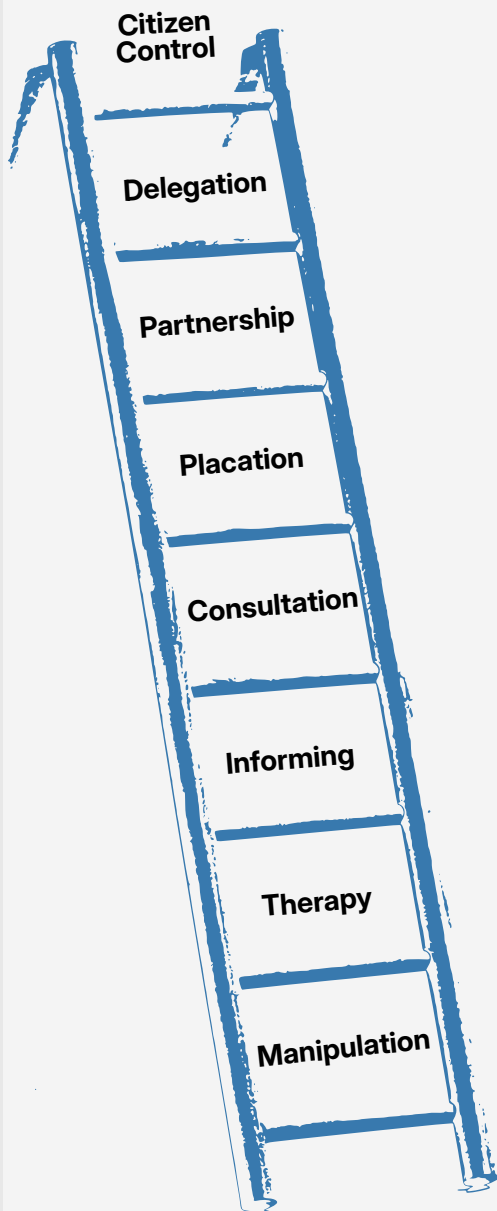 Citizen
Control
Delegation
Partnership
Placation
Consultation
Informing
Therapy
Manipulation